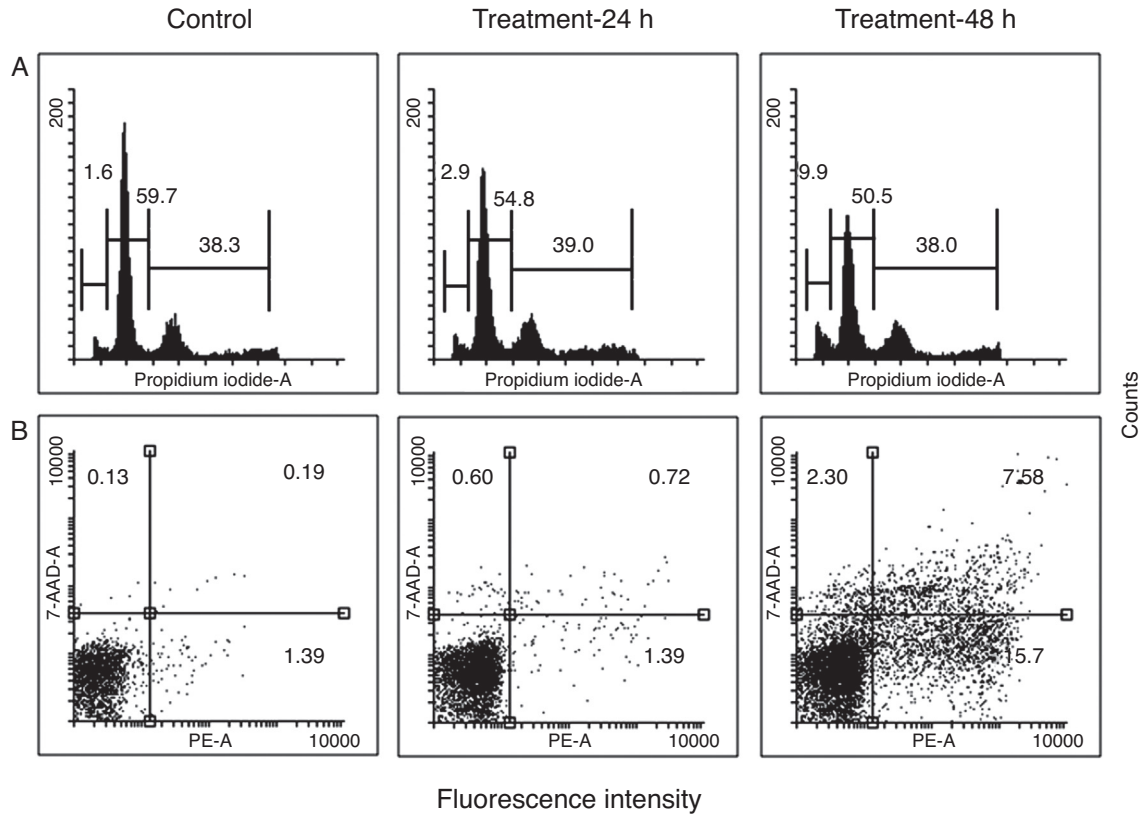 Control
Treatment-24 h
Treatment-48 h
A
200
1.6
59.7
38.3
Propidium iodide-A
200
2.9
54.8
39.0
Propidium iodide-A
200
9.9
50.5
38.0
Propidium iodide-A
Counts
B
10000
7-AAD-A
0.13
0.19
1.39
PE-A
10000
10000
7-AAD-A
0.60
0.72
1.39
PE-A
10000
10000
7-AAD-A
2.30
7.58
15.7
PE-A
10000
Fluorescence intensity